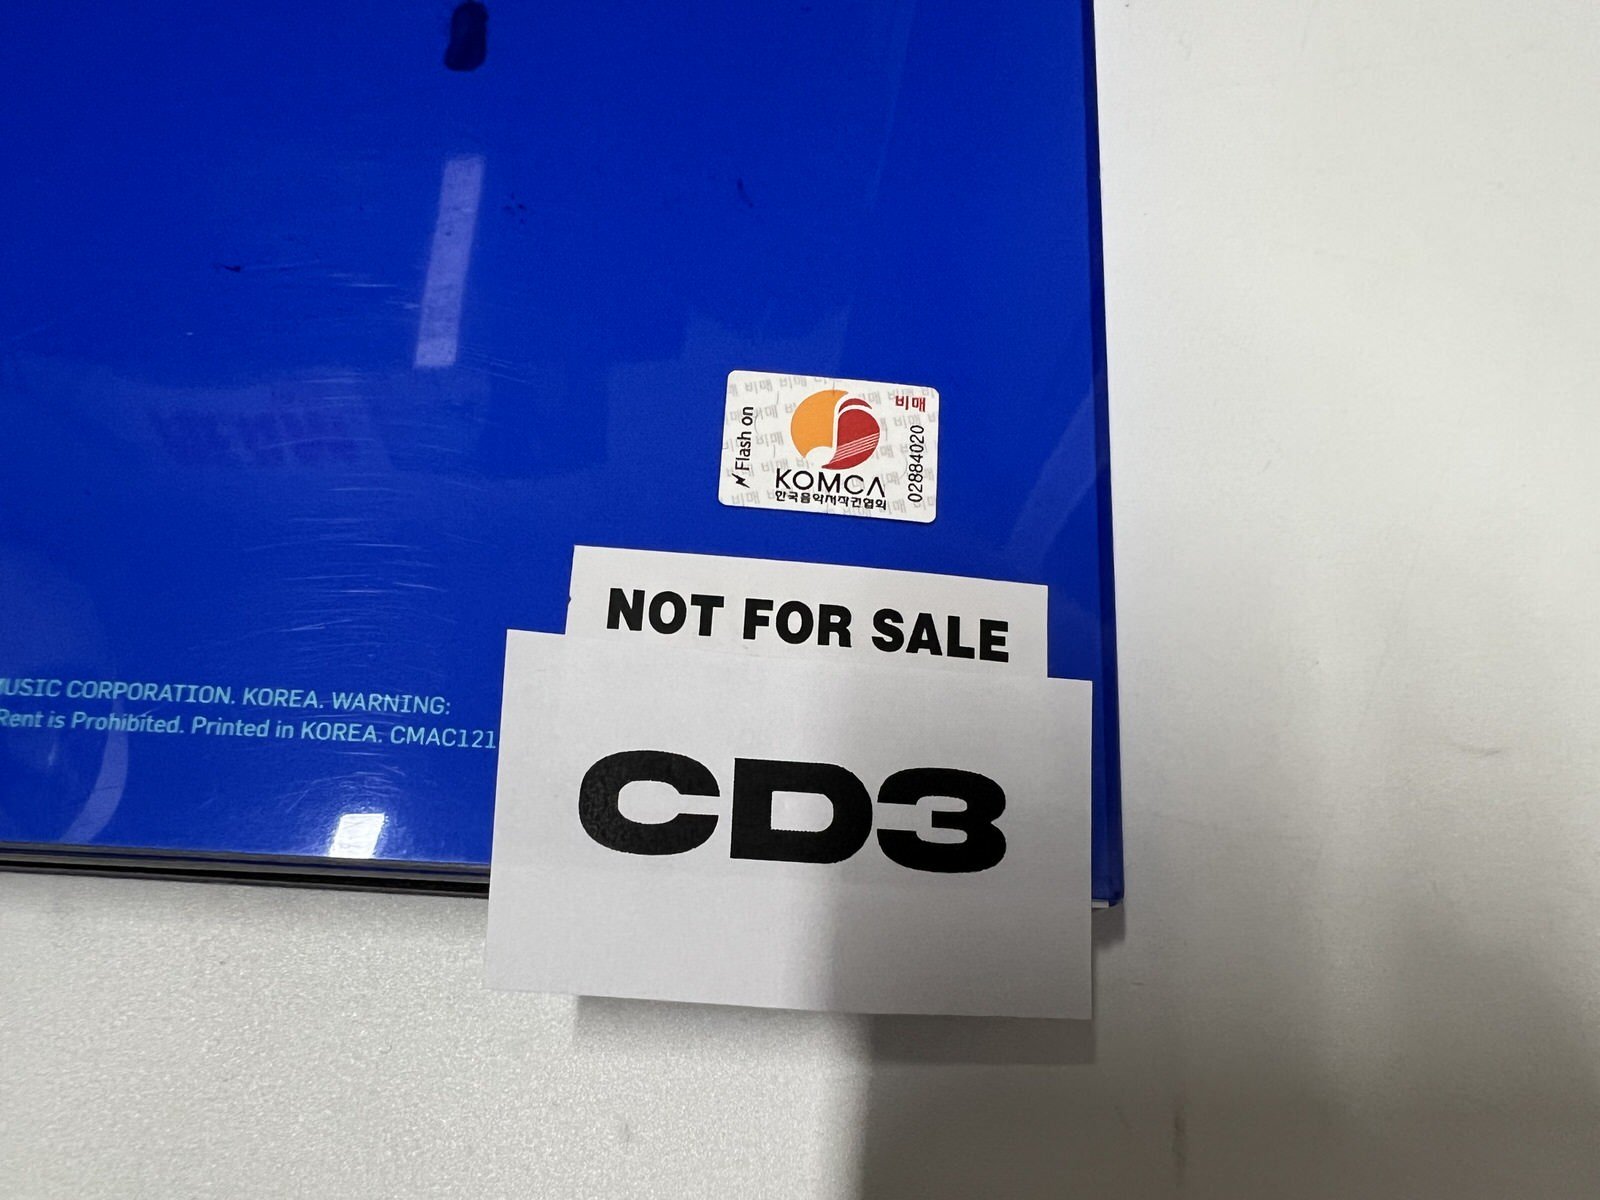 Flash on
비매
02884020
KOMCA
한국음악저작권협회
NOT FOR SALE
MUSIC CORPORATION. KOREA. WARNING:
Rent is Prohibited. Printed in KOREA. CMAC121
CD3